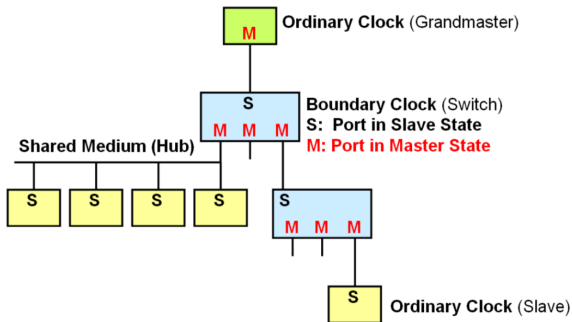 Ordinary Clock (Grandmaster)
M
S
M M M
Boundary Clock (Switch)
S: Port in Slave State
M: Port in Master State
Shared Medium (Hub)
S S S S
S
M M M
S
Ordinary Clock (Slave)